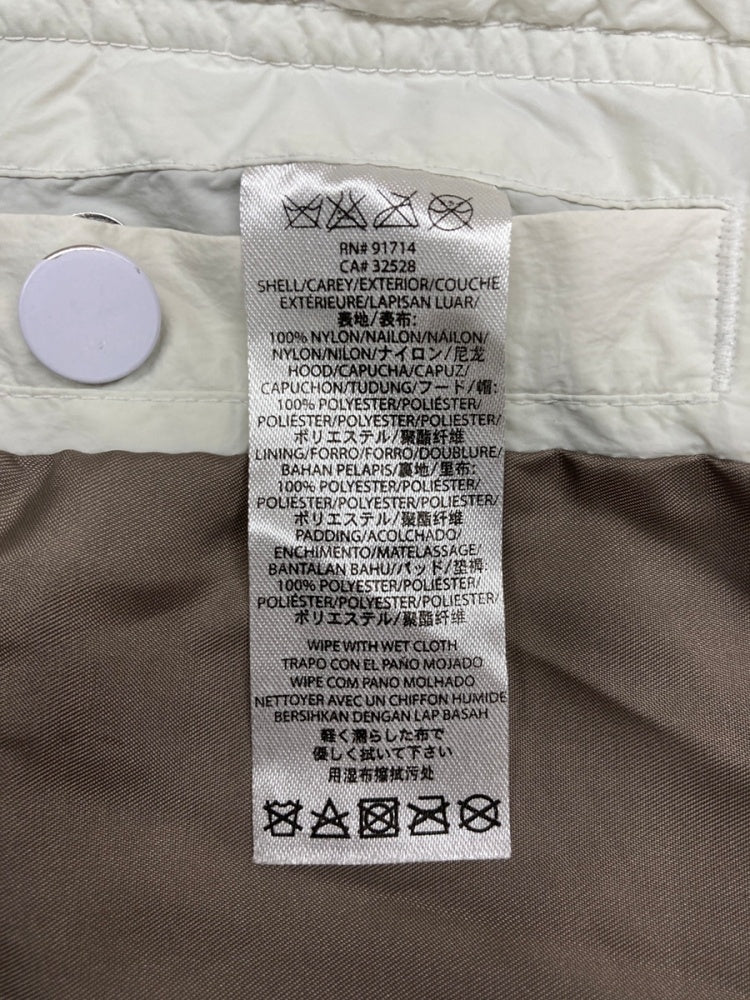 RN# 91714
CA# 32528
SHELL/CAREY/EXTERIOR/COUCHE
EXTÉRIEURE/LAPISAN LUAR/
表地/表布:
100% NYLON/NAILON/NÁILON/
NYLON/NILON/ナイロン/尼龙
HOOD/CAPUCHA/CAPUZ/
CAPUCHON/TUDUNG/フード/帽:
100% POLYESTER/POLIÉSTER/
POLIÉSTER/POLYESTER/POLIESTER/
ポリエステル/聚酯纤维
LINING/FORRO/FORRO/DOUBLURE/
BAHAN PELAPIS/裏地/里布:
100% POLYESTER/POLIÉSTER/
POLIÉSTER/POLYESTER/POLIESTER/
ポリエステル/聚酯纤维
PADDING/ACOLCHADO/
ENCHIMENTO/MATELASSAGE/
BANTALAN BAHU/パッド/垫褥:
100% POLYESTER/POLIÉSTER/
POLIÉSTER/POLYESTER/POLIESTER/
ポリエステル/聚酯纤维
WIPE WITH WET CLOTH
TRAPO CON EL PAÑO MOJADO
WIPE COM PANO MOLHADO
NETTOYER AVEC UN CHIFFON HUMIDE
BERSIHKAN DENGAN LAP BASAH
軽く濡らした布で
優しく拭いて下さい
用湿布擦拭污处